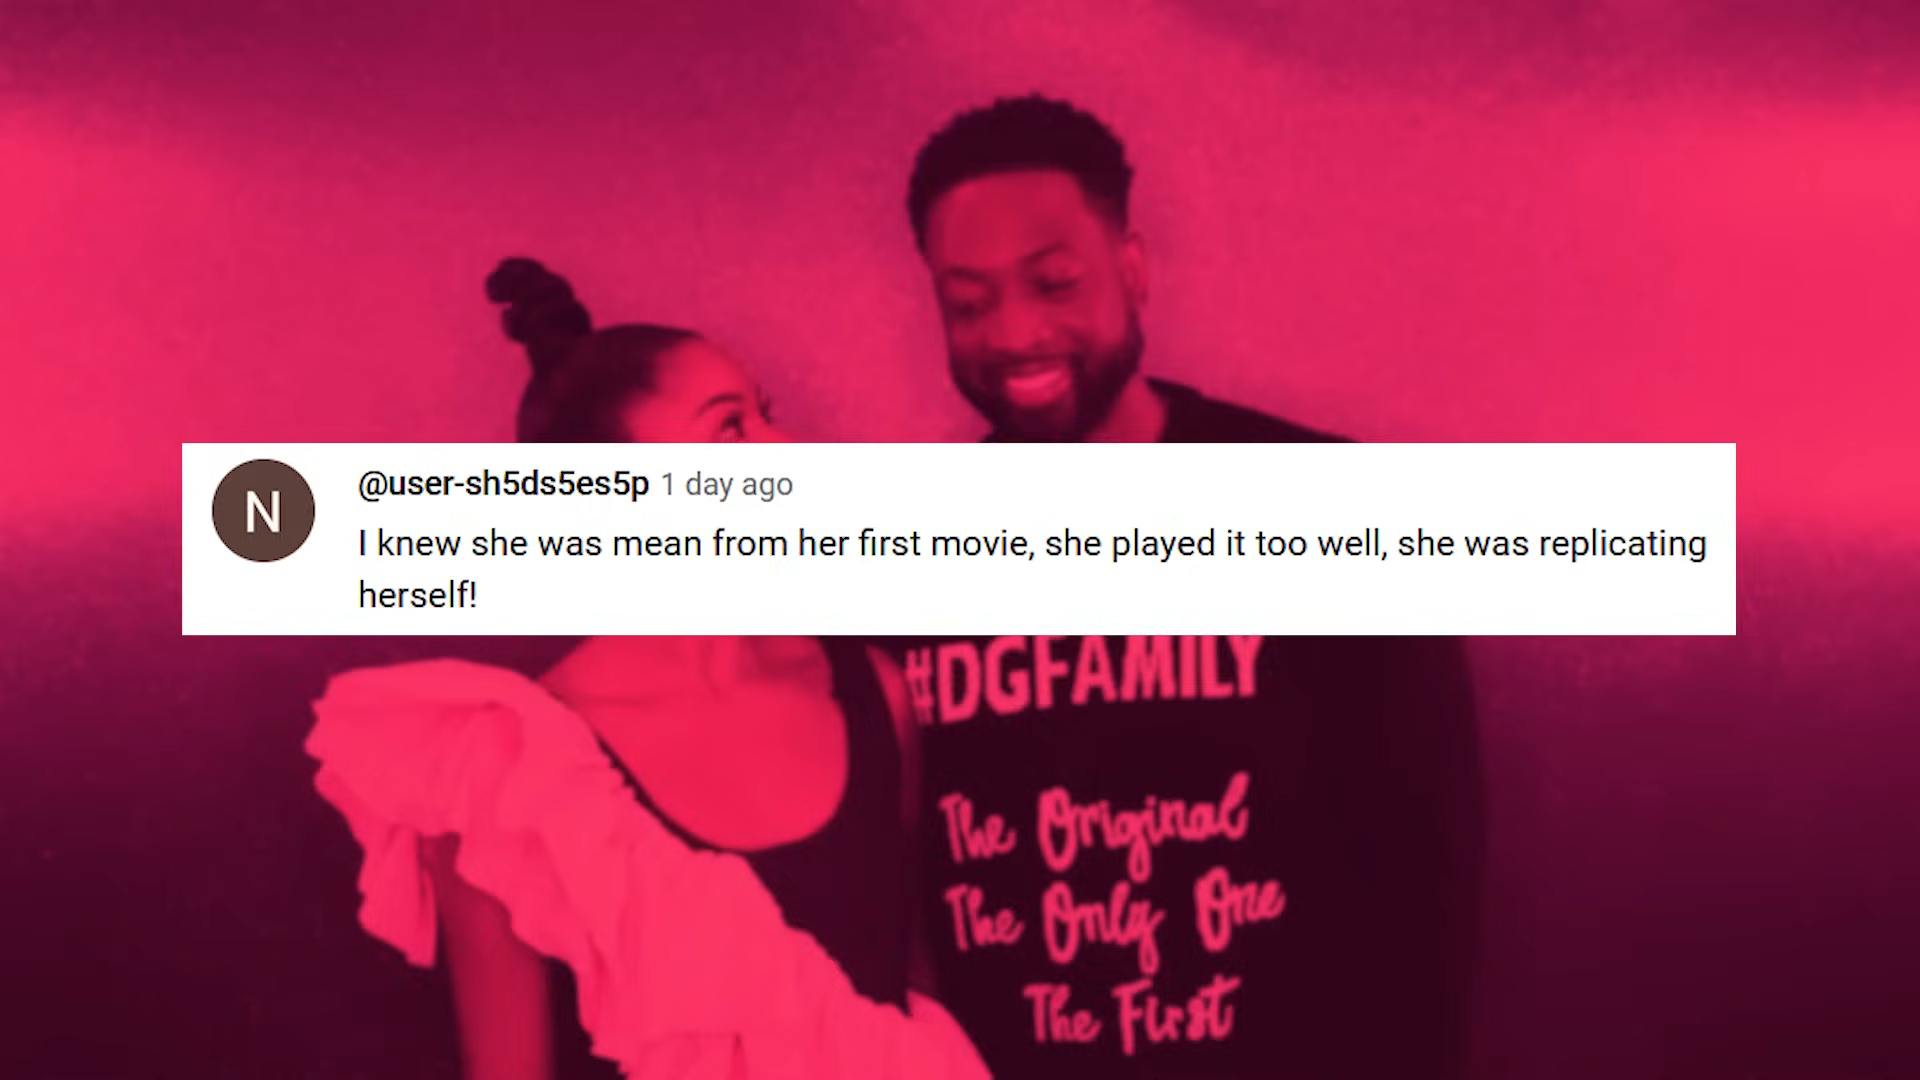 N
@user-sh5ds5es5p 1 day ago
I knew she was mean from her first movie, she played it too well, she was replicating
herself!
#DGFAMILY
The Original
The Only One
The First